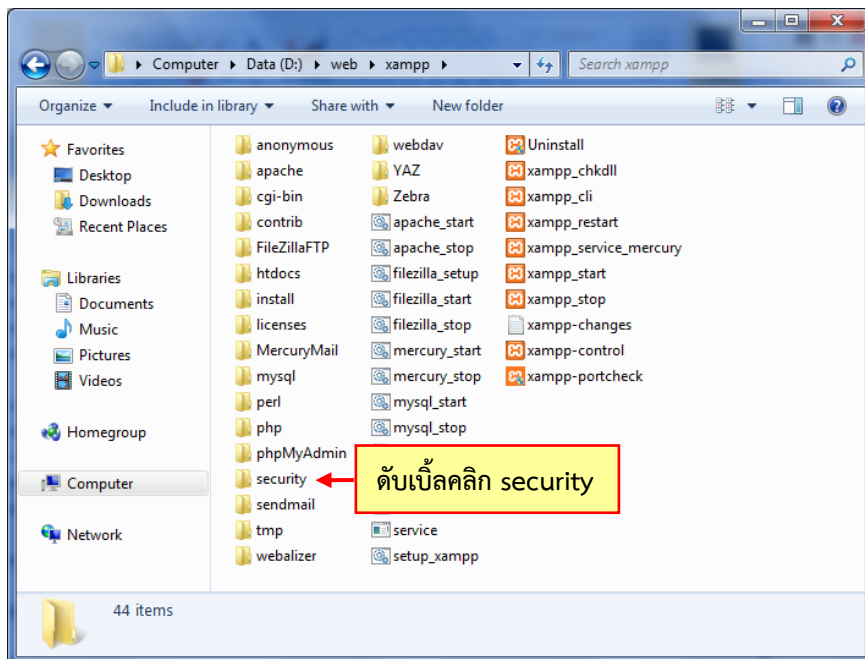 Computer ▸ Data (D:) ▸ web ▸ xampp ▸
Search xampp
Organize Include in library Share with New folder
Favorites
Desktop
Downloads
Recent Places
Libraries
Documents
Music
Pictures
Videos
Homegroup
Computer
Network
anonymous
apache
cgi-bin
contrib
FileZillaFTP
htdocs
install
licenses
MercuryMail
mysql
perl
php
phpMyAdmin
security
sendmail
tmp
webalizer
webdav
YAZ
Zebra
apache_start
apache_stop
filezilla_setup
filezilla_start
filezilla_stop
mercury_start
mercury_stop
mysql_start
mysql_stop
service
setup_xampp
Uninstall
xampp_chkdll
xampp_cli
xampp_restart
xampp_service_mercury
xampp_start
xampp_stop
xampp-changes
xampp-control
xampp-portcheck
ดับเบิ้ลคลิก security
44 items